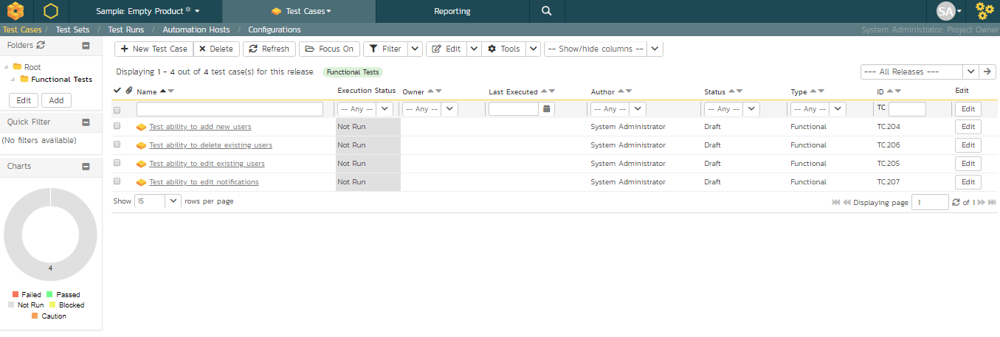 Sample: Empty Product Test Cases Reporting SA
Test Cases / Test Sets / Test Runs / Automation Hosts / Configurations System Administrator: Project Owner
Folders
Root
Functional Tests
Edit Add
Quick Filter
(No filters available)
Charts
4
Failed Passed
Not Run Blocked
Caution
New Test Case Delete Refresh Focus On Filter Edit Tools -- Show/hide columns --
Displaying 1 - 4 out of 4 test case(s) for this release. Functional Tests --- All Releases ---
Name Execution Status Owner Last Executed Author Status Type ID Edit
-- Any -- -- Any -- -- Any -- -- Any -- -- Any -- TC Edit
Test ability to add new users Not Run System Administrator Draft Functional TC:204 Edit
Test ability to delete existing users Not Run System Administrator Draft Functional TC:206 Edit
Test ability to edit existing users Not Run System Administrator Draft Functional TC:205 Edit
Test ability to edit notifications Not Run System Administrator Draft Functional TC:207 Edit
Show 15 rows per page Displaying page 1 of 1